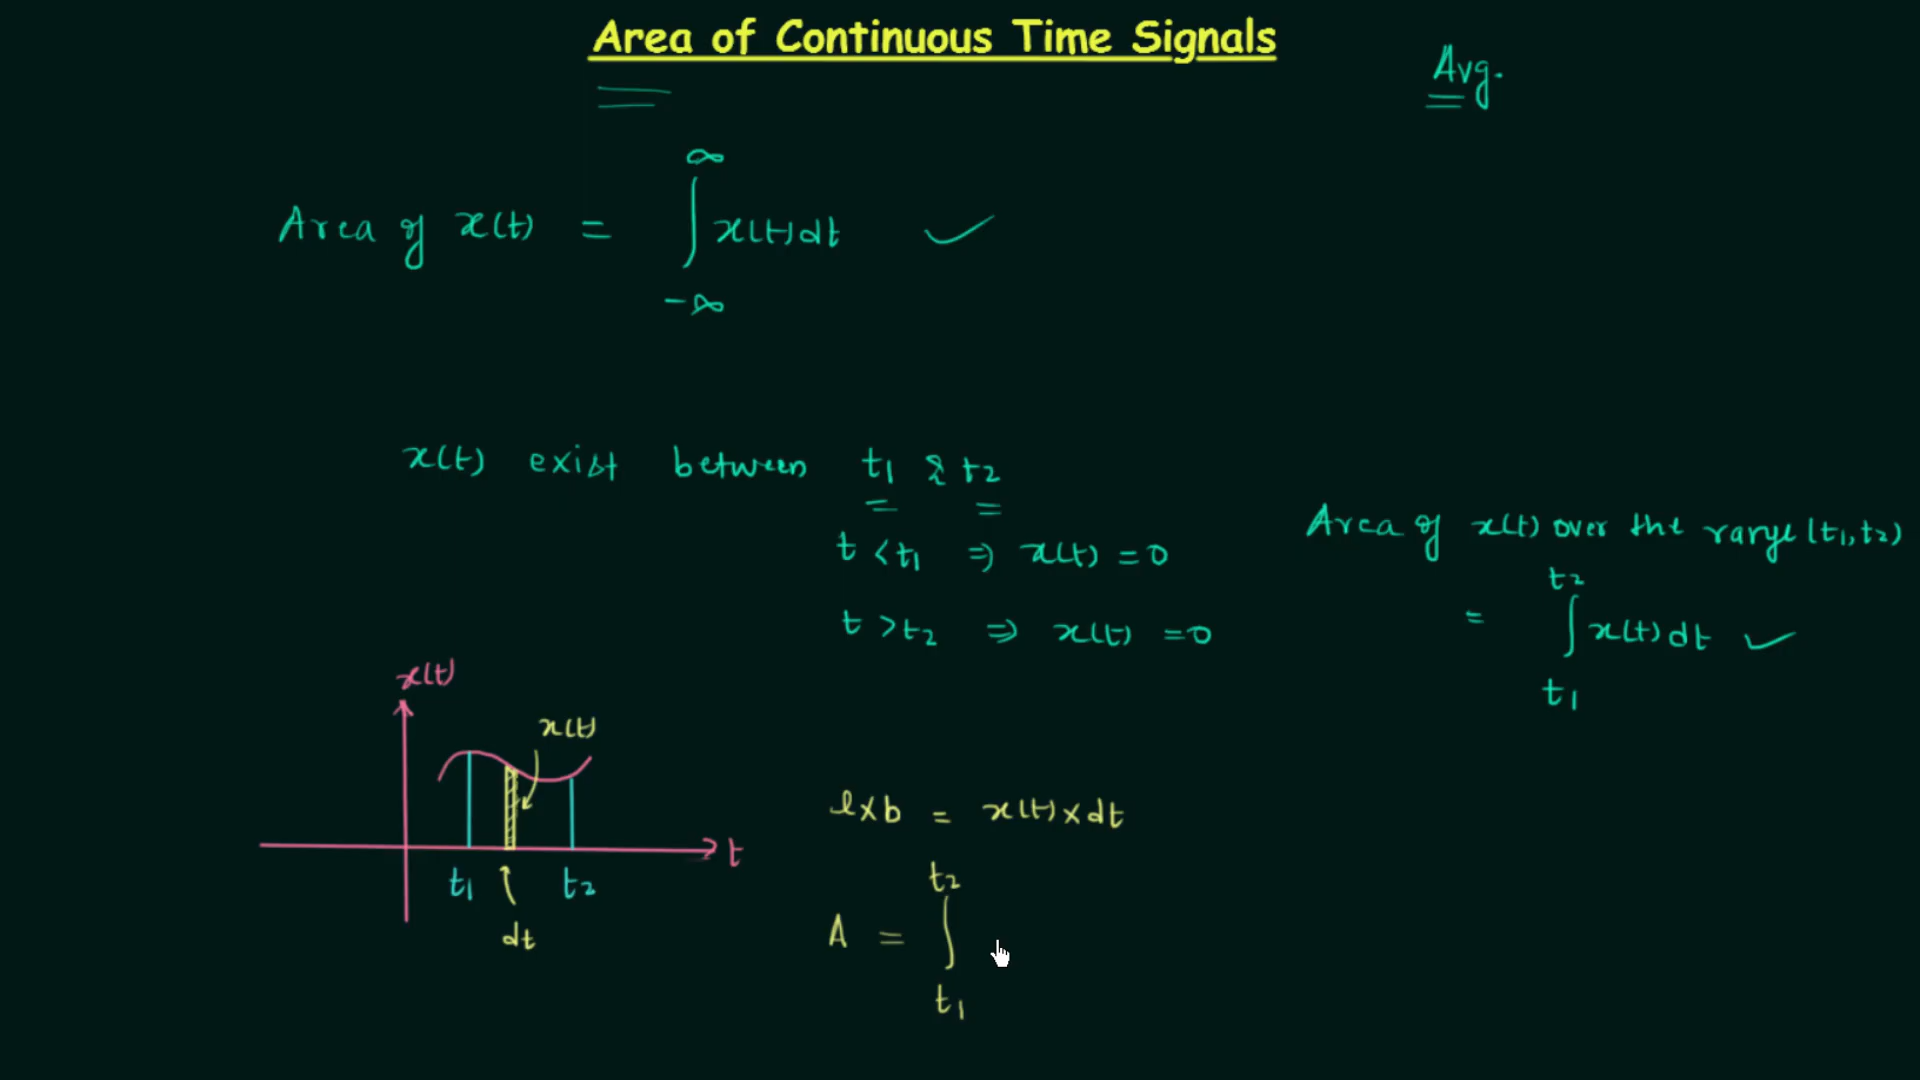 Area of Continuous Time Signals
Avg.
Area of x(t) = ∫_{-∞}^{∞} x(t)dt ✓
x(t) exist between t1 & t2
t < t1 ⇒ x(t) = 0
t > t2 ⇒ x(t) = 0
Area of x(t) over the range (t1, t2)
= ∫_{t1}^{t2} x(t) dt ✓
x(t)
x(t)
t
t1
t2
dt
l×b = x(t)×dt
A = ∫_{t1}^{t2}